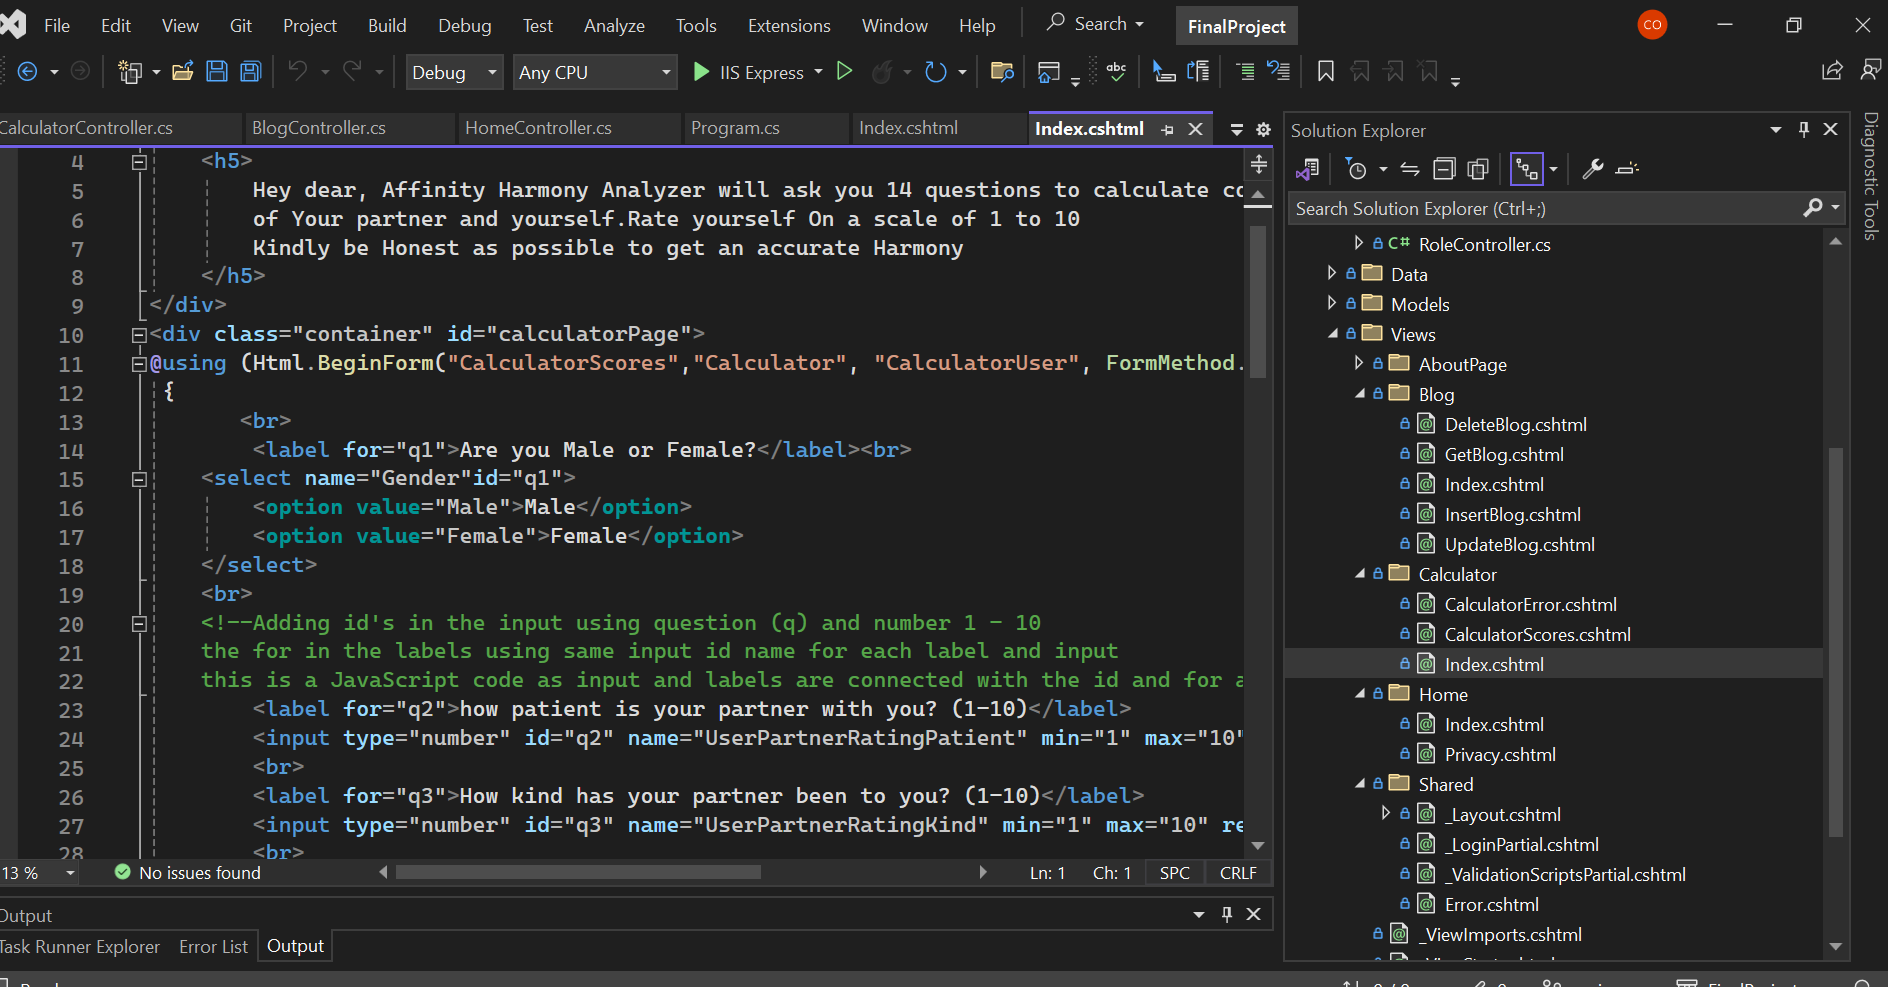 File Edit View Git Project Build Debug Test Analyze Tools Extensions Window Help Search FinalProject CO
Debug Any CPU IIS Express abc
CalculatorController.cs BlogController.cs HomeController.cs Program.cs Index.cshtml Index.cshtml
4 <h5>
5 Hey dear, Affinity Harmony Analyzer will ask you 14 questions to calculate
6 of Your partner and yourself.Rate yourself On a scale of 1 to 10
7 Kindly be Honest as possible to get an accurate Harmony
8 </h5>
9 </div>
10 <div class="container" id="calculatorPage">
11 @using (Html.BeginForm("CalculatorScores","Calculator", "CalculatorUser", FormMethod.
12 {
13 <br>
14 <label for="q1">Are you Male or Female?</label><br>
15 <select name="Gender"id="q1">
16 <option value="Male">Male</option>
17 <option value="Female">Female</option>
18 </select>
19 <br>
20 <!--Adding id's in the input using question (q) and number 1 - 10
21 the for in the labels using same input id name for each label and input
22 this is a JavaScript code as input and labels are connected with the id and for
23 <label for="q2">how patient is your partner with you? (1-10)</label>
24 <input type="number" id="q2" name="UserPartnerRatingPatient" min="1" max="10"
25 <br>
26 <label for="q3">How kind has your partner been to you? (1-10)</label>
27 <input type="number" id="q3" name="UserPartnerRatingKind" min="1" max="10" re
28 <br>
13 % No issues found Ln: 1 Ch: 1 SPC CRLF
Output
Task Runner Explorer Error List Output
Solution Explorer
Search Solution Explorer (Ctrl+;)
C# RoleController.cs
Data
Models
Views
AboutPage
Blog
DeleteBlog.cshtml
GetBlog.cshtml
Index.cshtml
InsertBlog.cshtml
UpdateBlog.cshtml
Calculator
CalculatorError.cshtml
CalculatorScores.cshtml
Index.cshtml
Home
Index.cshtml
Privacy.cshtml
Shared
_Layout.cshtml
_LoginPartial.cshtml
_ValidationScriptsPartial.cshtml
Error.cshtml
_ViewImports.cshtml
Diagnostic Tools